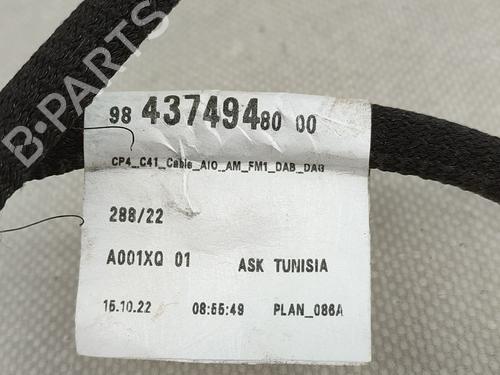 98 437494 80 00
CP4_C41_Cable_AIO_AM_FM1_DAB_DAB
288/22
A001XQ 01 ASK TUNISIA
15.10.22 08:55:49 PLAN_086A
B-PARTS